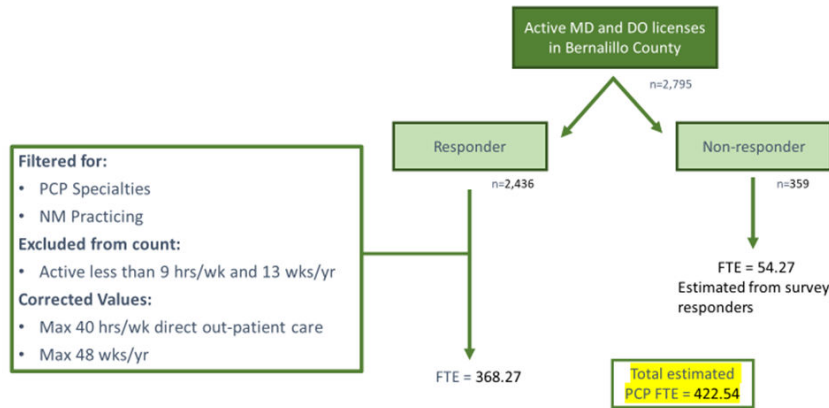 Active MD and DO licenses
in Bernalillo County
n=2,795
Responder
Non-responder
n=2,436
n=359
Filtered for:
• PCP Specialties
• NM Practicing
Excluded from count:
• Active less than 9 hrs/wk and 13 wks/yr
Corrected Values:
• Max 40 hrs/wk direct out-patient care
• Max 48 wks/yr
FTE = 54.27
Estimated from survey
responders
FTE = 368.27
Total estimated
PCP FTE = 422.54